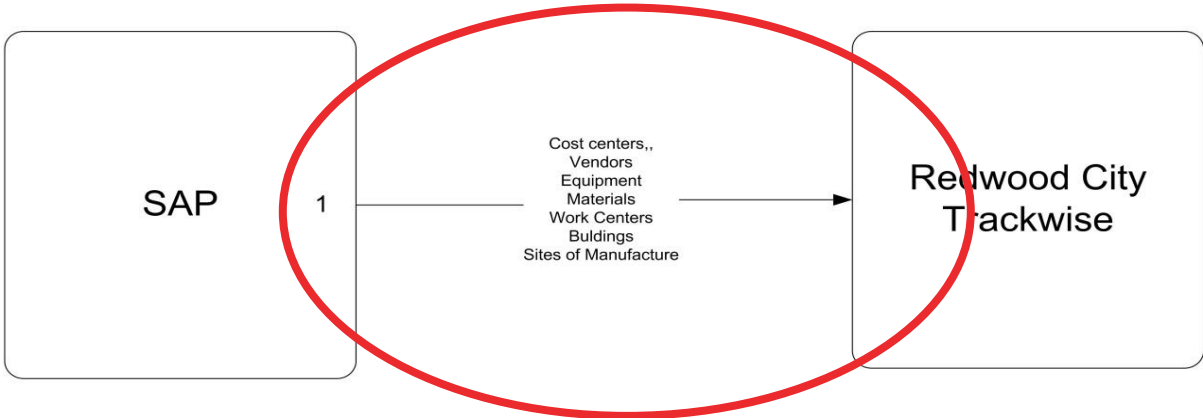 SAP
1
Cost centers,,
Vendors
Equipment
Materials
Work Centers
Buldings
Sites of Manufacture
Redwood City
Trackwise